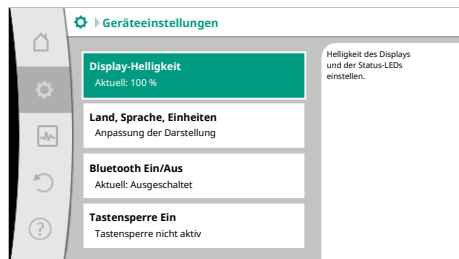 Geräteeinstellungen
Display-Helligkeit
Aktuell: 100 %
Land, Sprache, Einheiten
Anpassung der Darstellung
Bluetooth Ein/Aus
Aktuell: Ausgeschaltet
Tastensperre Ein
Tastensperre nicht aktiv
Helligkeit des Displays
und der Status-LEDs
einstellen.
?